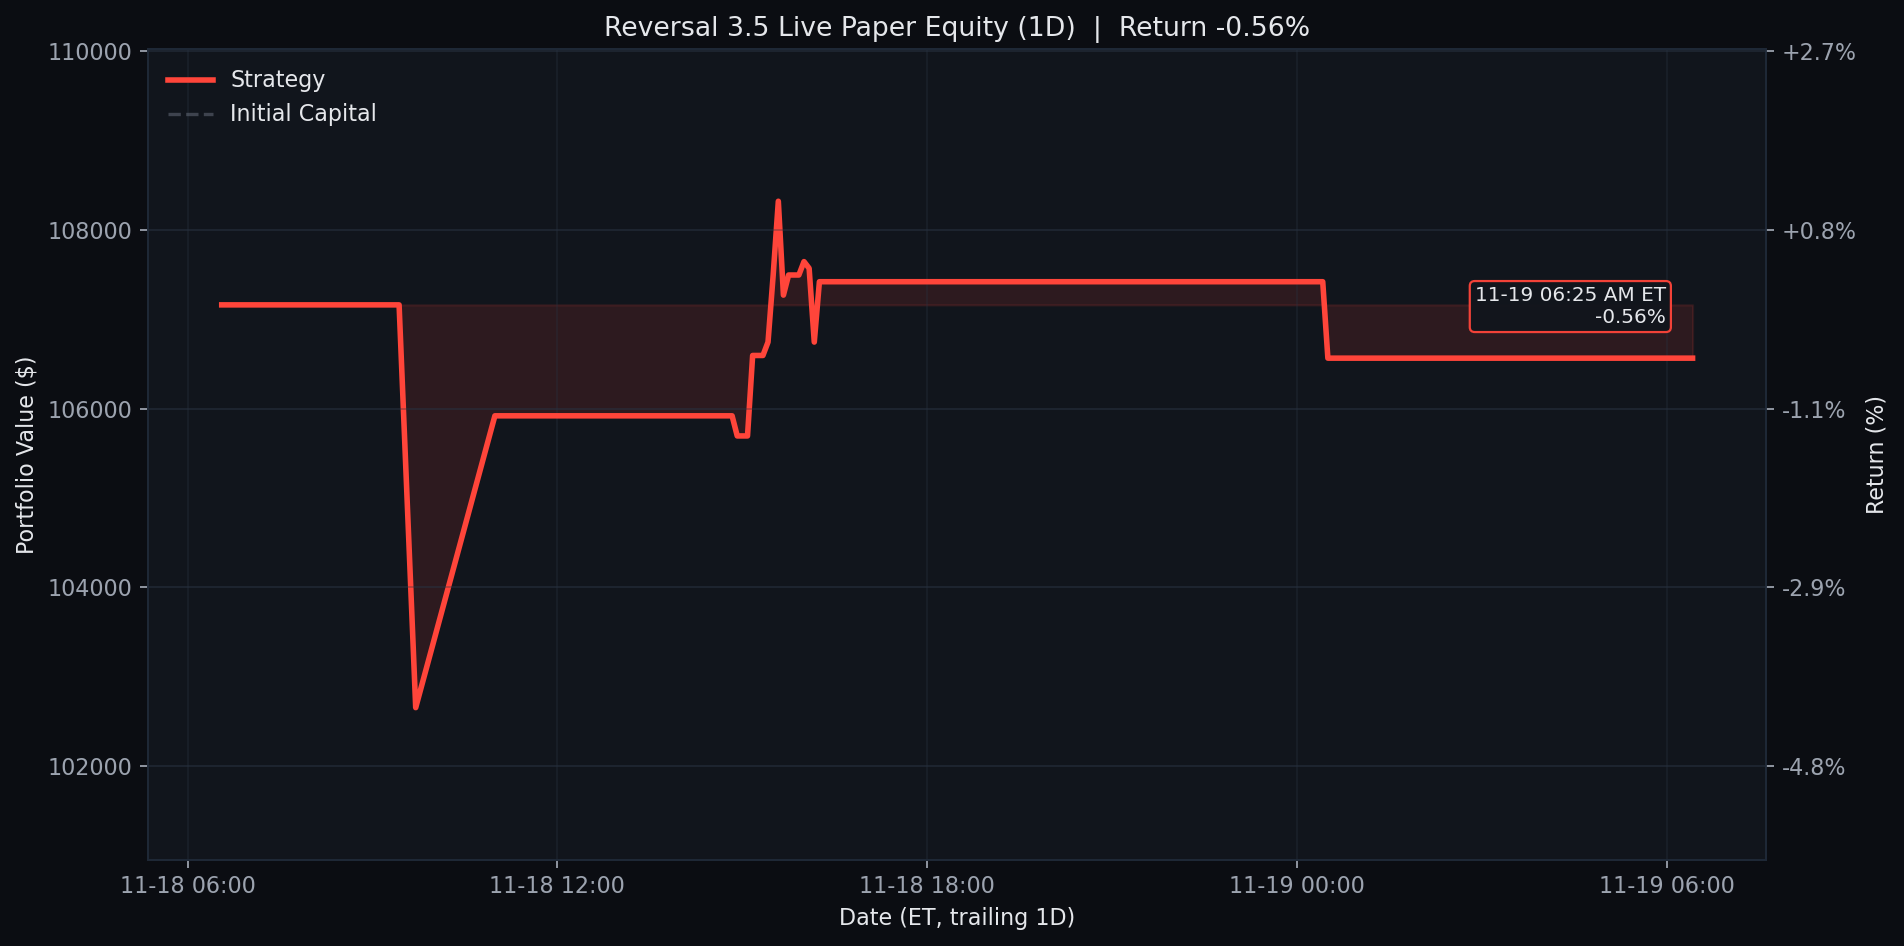 Reversal 3.5 Live Paper Equity (1D) | Return -0.56%
Strategy
Initial Capital
110000
108000
106000
104000
102000
Portfolio Value ($)
+2.7%
+0.8%
-1.1%
-2.9%
-4.8%
Return (%)
11-19 06:25 AM ET
-0.56%
11-18 06:00
11-18 12:00
11-18 18:00
11-19 00:00
11-19 06:00
Date (ET, trailing 1D)